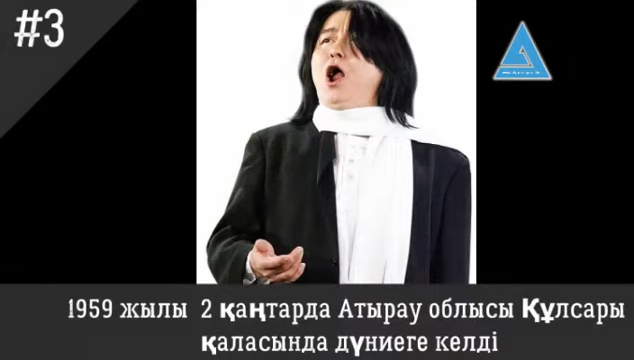 #3
1959 жылы 2 қаңтарда Атырау облысы Құлсары
қаласында дүниеге келді